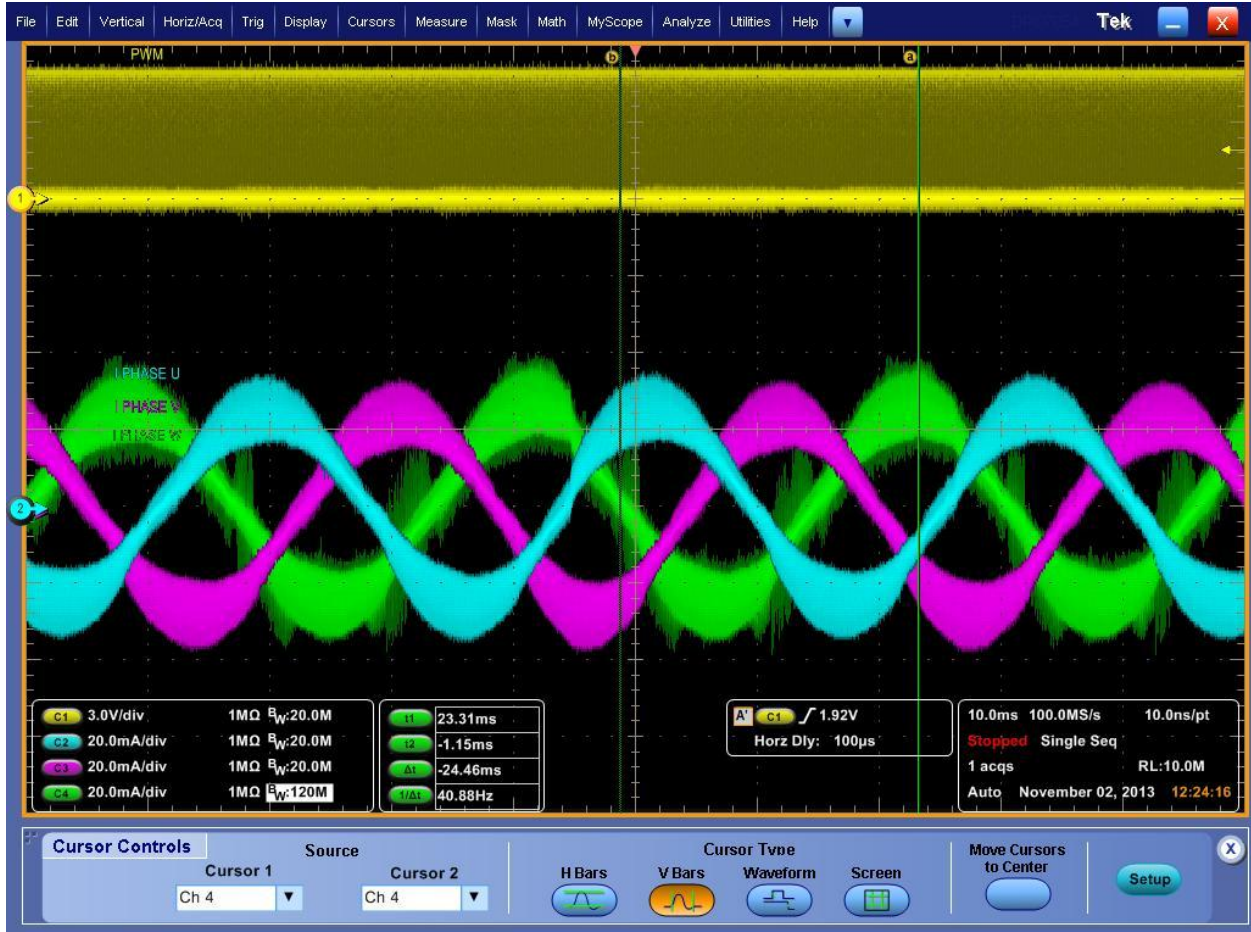 File Edit Vertical Horiz/Acq Trig Display Cursors Measure Mask Math MyScope Analyze Utilities Help Tek X
PWM
b a
1
I PHASE U
I PHASE V
I PHASE W
2
C1 3.0V/div 1MΩ BW:20.0M
C2 20.0mA/div 1MΩ BW:20.0M
C3 20.0mA/div 1MΩ BW:20.0M
C4 20.0mA/div 1MΩ BW:120M
t1 23.31ms
t2 -1.15ms
Δt -24.46ms
1/Δt 40.88Hz
A' C1 1.92V
Horz Dly: 100µs
10.0ms 100.0MS/s 10.0ns/pt
Stopped Single Seq
1 acqs RL:10.0M
Auto November 02, 2013 12:24:16
Cursor Controls
Source
Cursor 1 Cursor 2
Ch 4 Ch 4
Cursor Type
H Bars V Bars Waveform Screen
Move Cursors
to Center
Setup
X